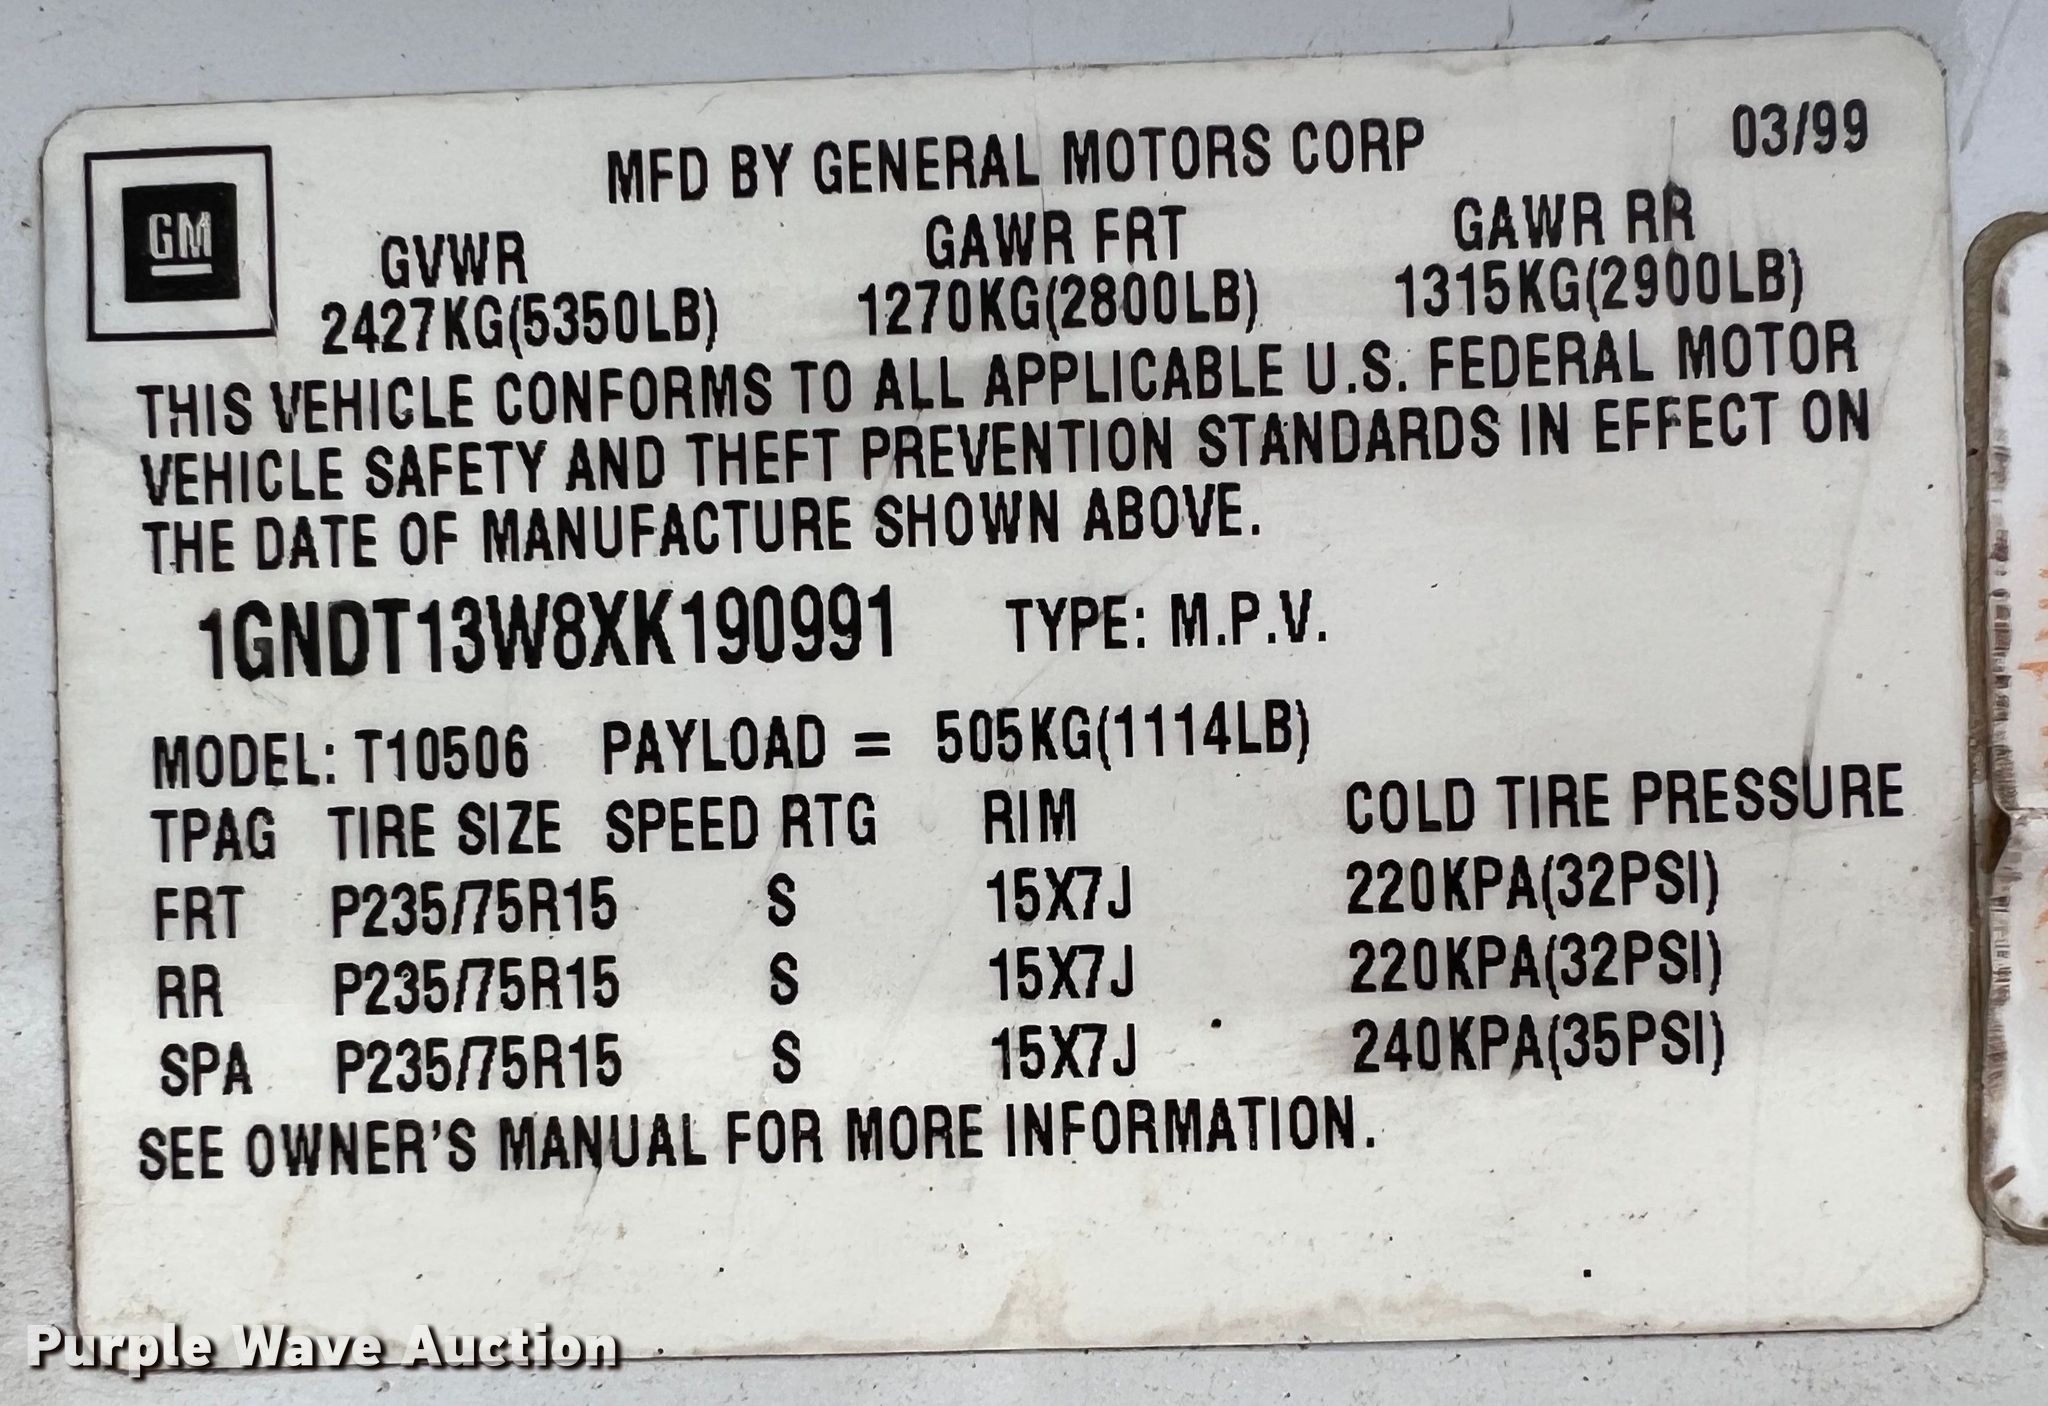 MFD BY GENERAL MOTORS CORP 03/99
GM
GVWR GAWR FRT GAWR RR
2427KG(5350LB) 1270KG(2800LB) 1315KG(2900LB)
THIS VEHICLE CONFORMS TO ALL APPLICABLE U.S. FEDERAL MOTOR
VEHICLE SAFETY AND THEFT PREVENTION STANDARDS IN EFFECT ON
THE DATE OF MANUFACTURE SHOWN ABOVE.
1GNDT13W8XK190991 TYPE: M.P.V.
MODEL: T10506 PAYLOAD = 505KG(1114LB)
TPAG TIRE SIZE SPEED RTG RIM COLD TIRE PRESSURE
FRT P235/75R15 S 15X7J 220KPA(32PSI)
RR P235/75R15 S 15X7J 220KPA(32PSI)
SPA P235/75R15 S 15X7J 240KPA(35PSI)
SEE OWNER'S MANUAL FOR MORE INFORMATION.
Purple Wave Auction